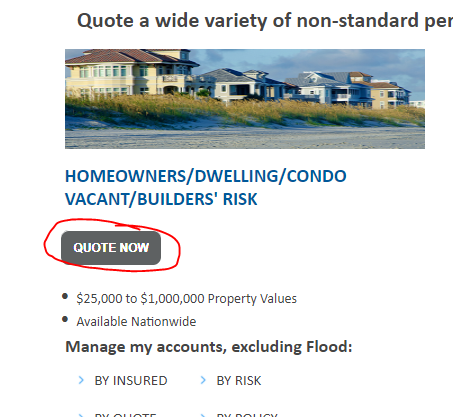 Quote a wide variety of non-standard per
HOMEOWNERS/DWELLING/CONDO
VACANT/BUILDERS' RISK
QUOTE NOW
• $25,000 to $1,000,000 Property Values
• Available Nationwide
Manage my accounts, excluding Flood:
BY INSURED BY RISK
BY QUOTE BY POLICY